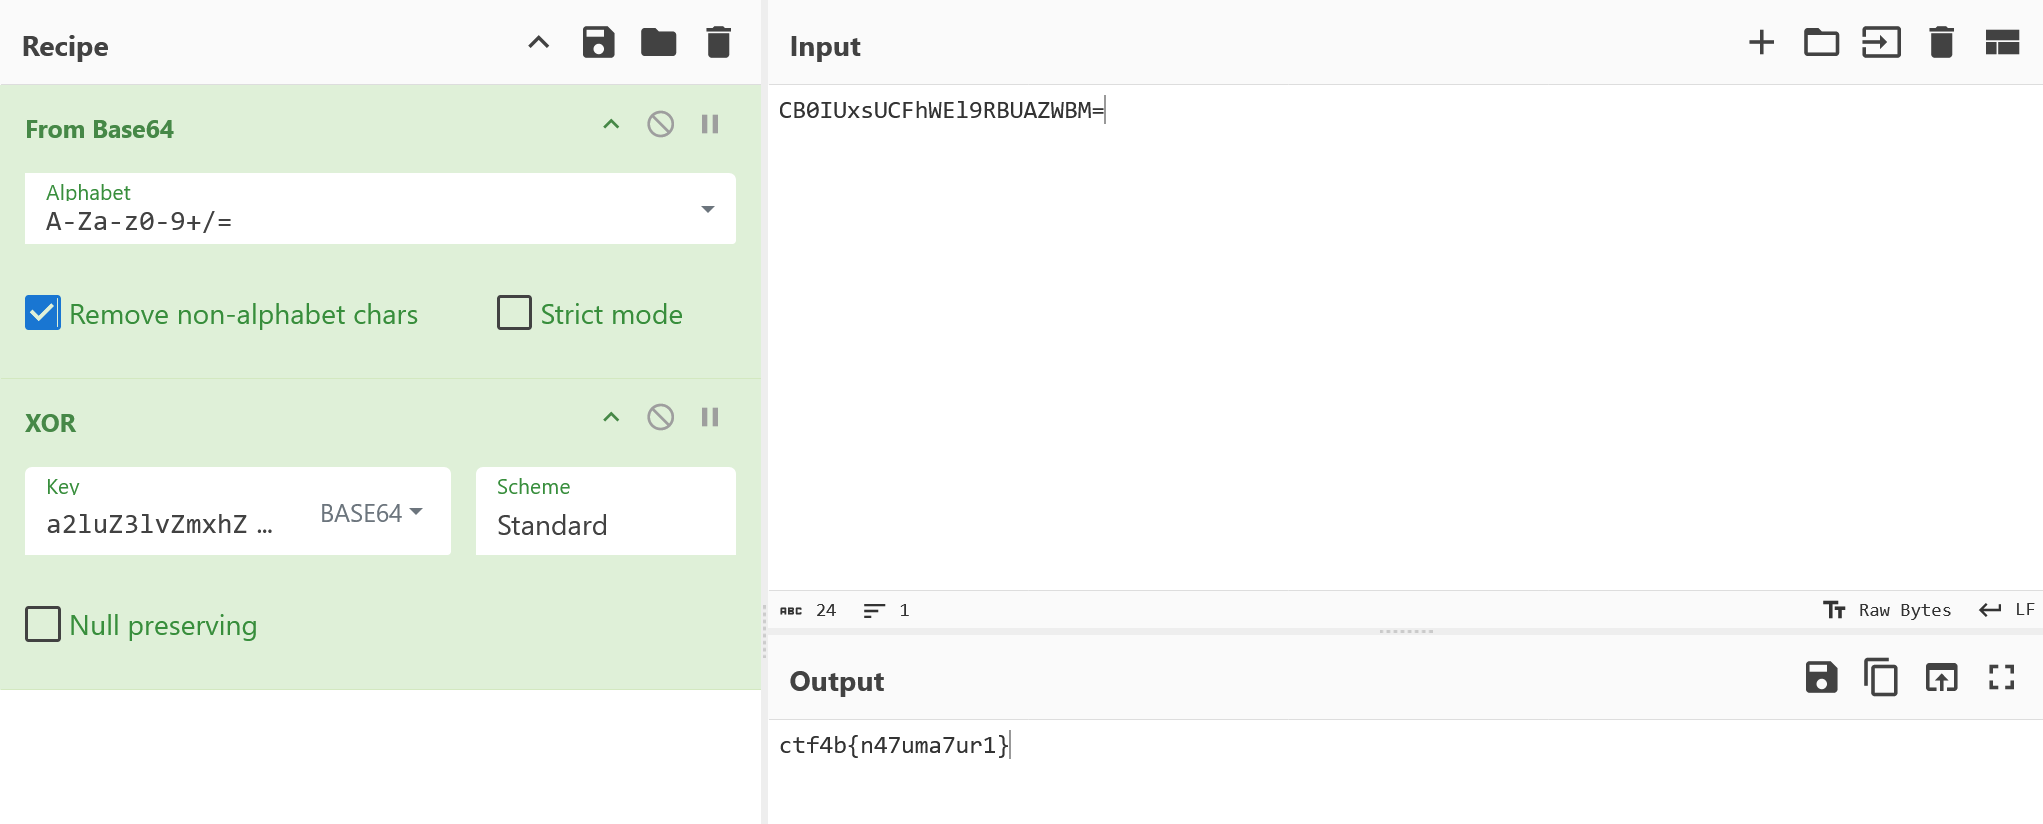 Recipe
From Base64
Alphabet
A-Za-z0-9+/=
Remove non-alphabet chars
Strict mode
XOR
Key
a2luZ3lvZmxhZ …
BASE64
Scheme
Standard
Null preserving
Input
CB0IUxsUCFhWEl9RBUAZWBM=
ABC 24
1
Raw Bytes
LF
Output
ctf4b{n47uma7ur1}